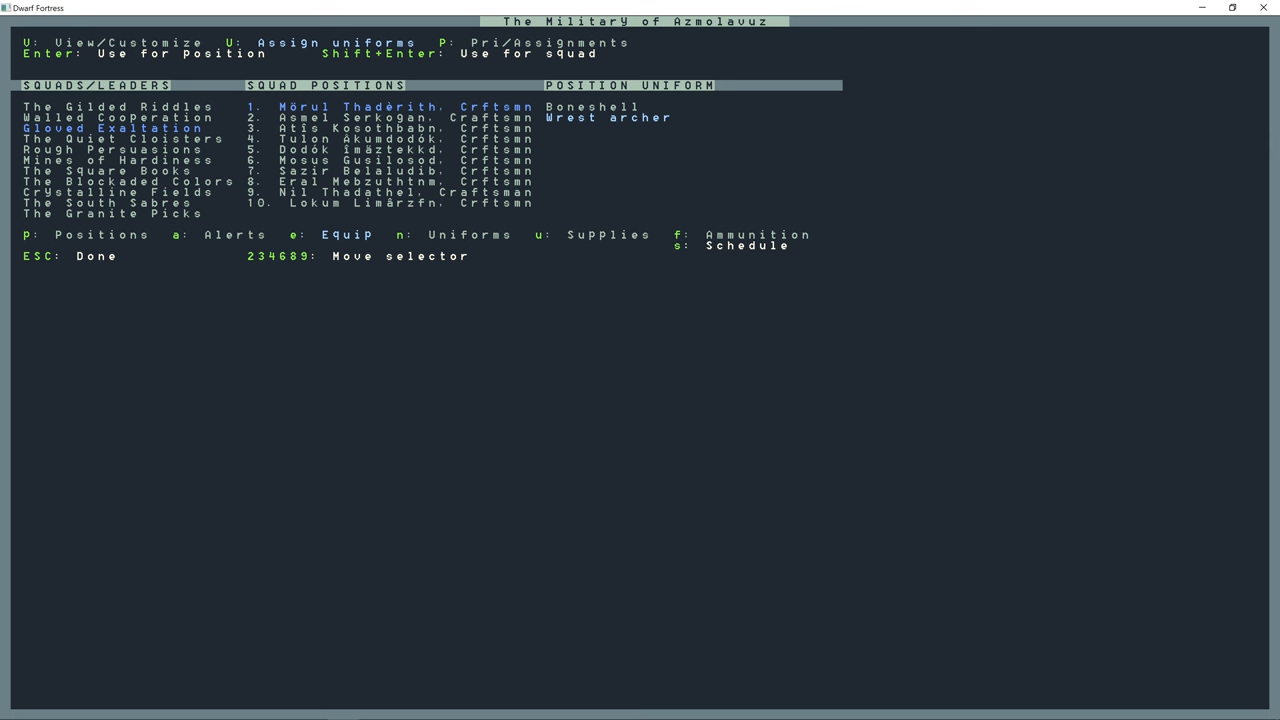 Dwarf Fortress
The Military of Azmolavuz
V: View/Customize U: Assign uniforms P: Pri/Assignments
Enter: Use for position Shift+Enter: Use for squad
SQUADS/LEADERS SQUAD POSITIONS POSITION UNIFORM
The Gilded Riddles 1. Mörul Thadèrith, Crftsmn Boneshell
Walled Cooperation 2. Asmel Serkogan, Craftsmn Wrest archer
Gloved Exaltation 3. Atîs Kosothbabn, Crftsmn
The Quiet Cloisters 4. Tulon Àkumdodók, Crftsmn
Rough Persuasions 5. Dodók îmäztekkd, Crftsmn
Mines of Hardiness 6. Mosus Gusilosod, Crftsmn
The Square Books 7. Sazir Belaludib, Crftsmn
The Blockaded Colors 8. Eral Mebzuthtnm, Crftsmn
Crystalline Fields 9. Nil Thadathel, Craftsman
The South Sabres 10. Lokum Limârzfn, Crftsmn
The Granite Picks
p: Positions a: Alerts e: Equip n: Uniforms u: Supplies f: Ammunition
s: Schedule
ESC: Done 234689: Move selector